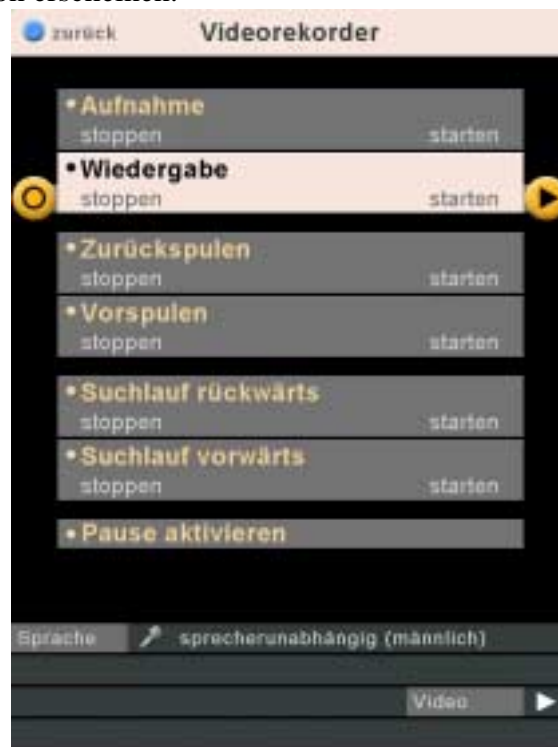 zurück Videorekorder
• Aufnahme
stoppen starten
• Wiedergabe
stoppen starten
• Zurückspulen
stoppen starten
• Vorspulen
stoppen starten
• Suchlauf rückwärts
stoppen starten
• Suchlauf vorwärts
stoppen starten
• Pause aktivieren
Sprache sprecherunabhängig (männlich)
Video